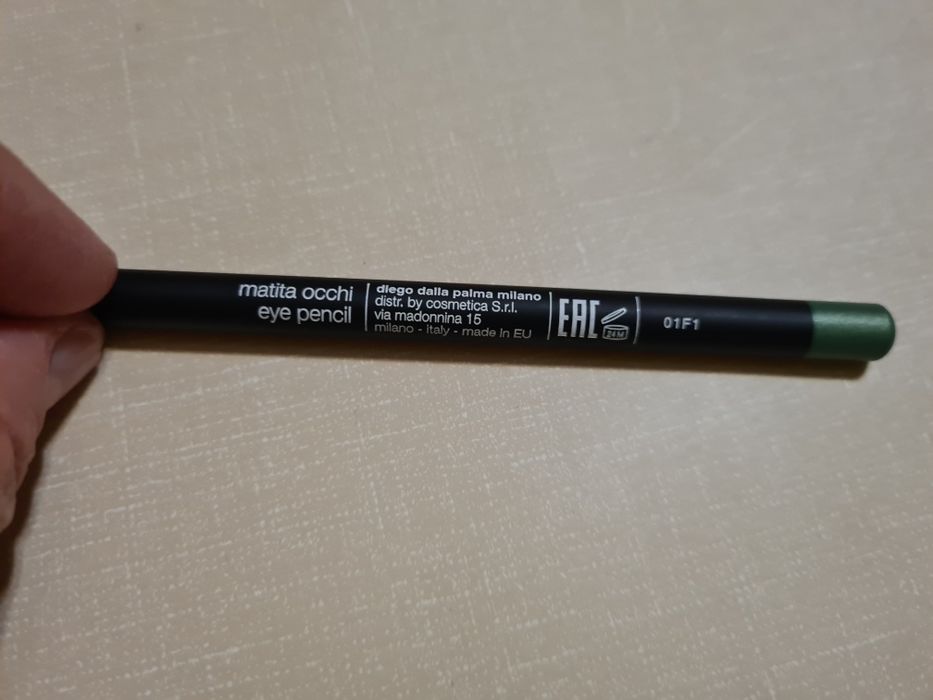 matita occhi
eye pencil
diego dalla palma milano
distr. by cosmetica S.r.l.
via madonnina 15
milano - italy - made in EU
EAC
24 M
01F1